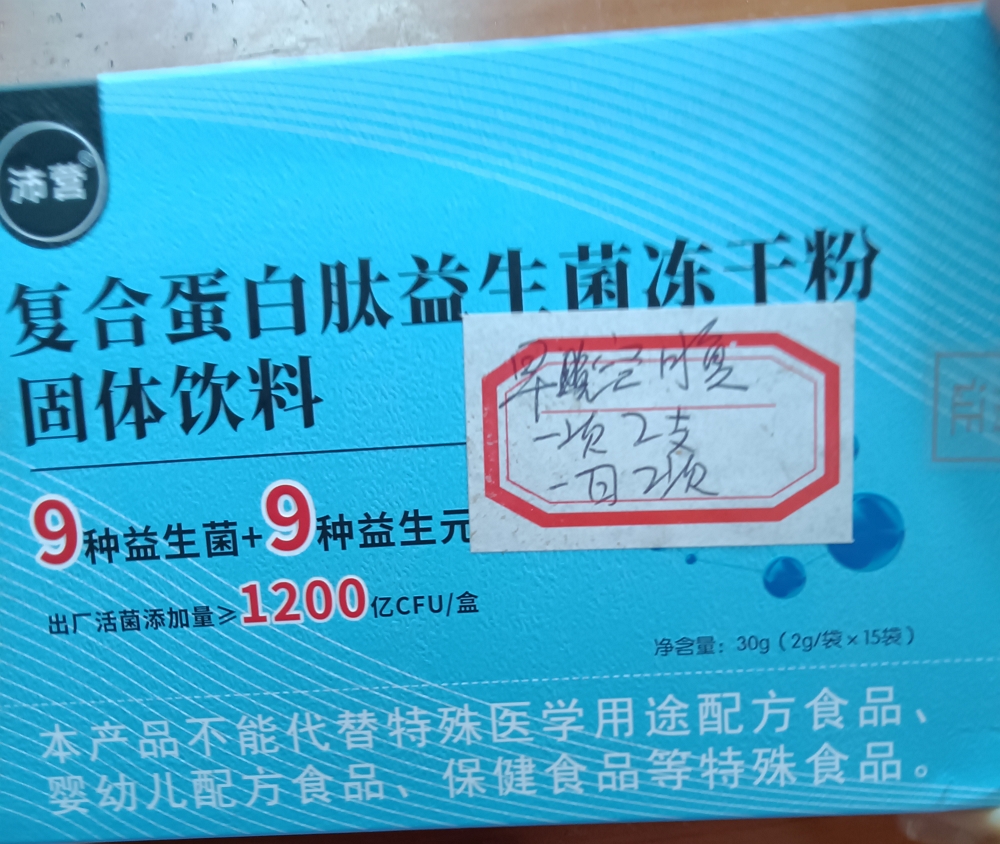 沛营®
复合蛋白肽益生菌冻干粉
固体饮料
早晚空日服
一次2支
一日2次
9种益生菌+9种益生元
出厂活菌添加量≥1200亿CFU/盒
净含量：30g（2g/袋×15袋）
本产品不能代替特殊医学用途配方食品、
婴幼儿配方食品、保健食品等特殊食品。